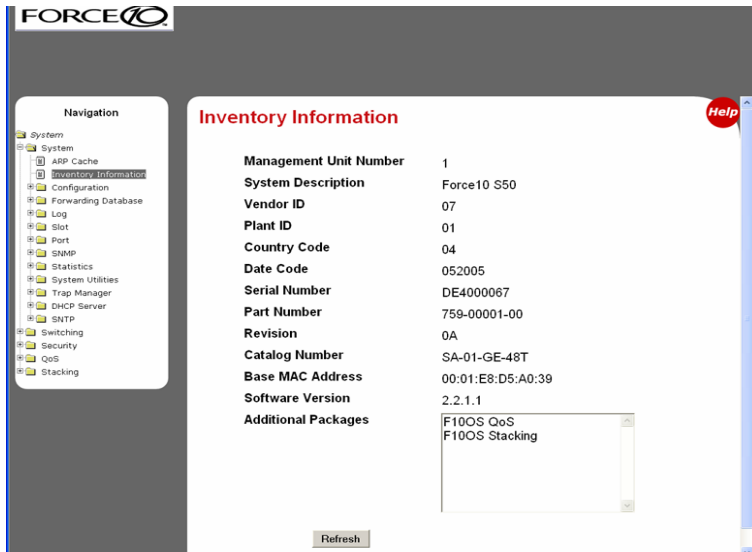 FORCE10
Navigation
System
System
ARP Cache
Inventory Information
Configuration
Forwarding Database
Log
Slot
Port
SNMP
Statistics
System Utilities
Trap Manager
DHCP Server
SNTP
Switching
Security
QoS
Stacking
Inventory Information
Help
Management Unit Number 1
System Description Force10 S50
Vendor ID 07
Plant ID 01
Country Code 04
Date Code 052005
Serial Number DE4000067
Part Number 759-00001-00
Revision 0A
Catalog Number SA-01-GE-48T
Base MAC Address 00:01:E8:D5:A0:39
Software Version 2.2.1.1
Additional Packages F10OS QoS
F10OS Stacking
Refresh